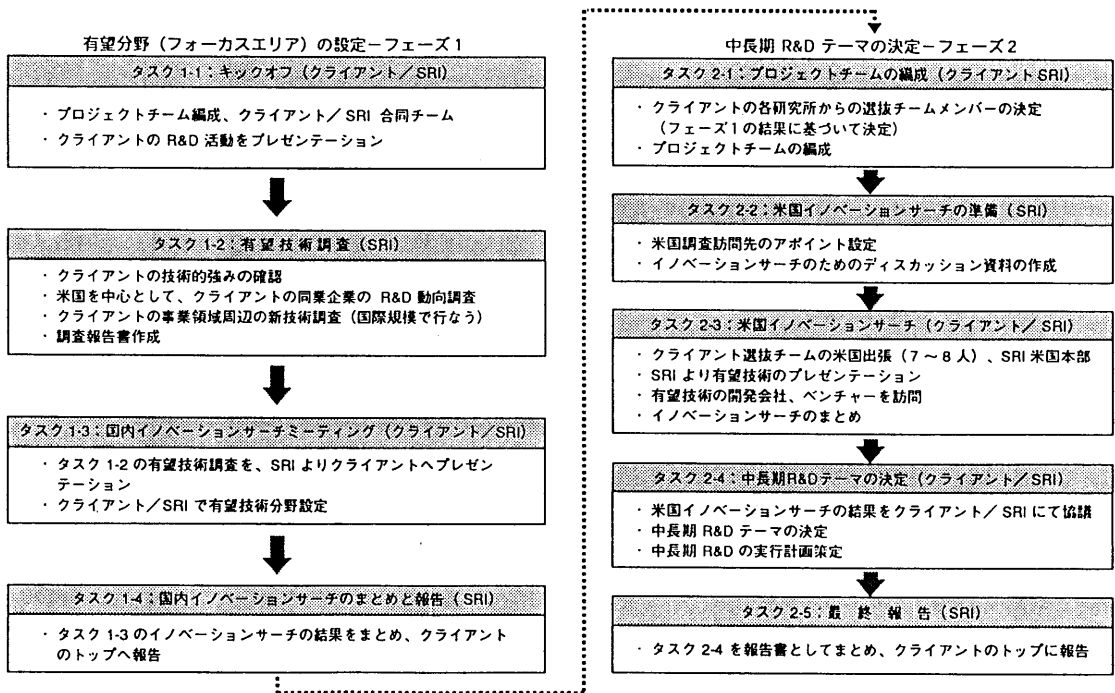 有望分野（フォーカスエリア）の設定－フェーズ1
タスク 1-1：キックオフ（クライアント／SRI）
・プロジェクトチーム編成、クライアント／ SRI 合同チーム
・クライアントの R&D 活動をプレゼンテーション
タスク 1-2：有望技術調査（SRI）
・クライアントの技術的強みの確認
・米国を中心として、クライアントの同業企業の R&D 動向調査
・クライアントの事業領域周辺の新技術調査（国際規模で行なう）
・調査報告書作成
タスク 1-3：国内イノベーションサーチミーティング（クライアント／SRI）
・タスク 1-2 の有望技術調査を、SRI よりクライアントへプレゼン
テーション
・クライアント／SRI で有望技術分野設定
タスク 1-4：国内イノベーションサーチのまとめと報告（SRI）
・タスク 1-3 のイノベーションサーチの結果をまとめ、クライアント
のトップへ報告
中長期 R&D テーマの決定－フェーズ2
タスク 2-1：プロジェクトチームの編成（クライアント SRI）
・クライアントの各研究所からの選抜チームメンバーの決定
（フェーズ1の結果に基づいて決定）
・プロジェクトチームの編成
タスク 2-2：米国イノベーションサーチの準備（SRI）
・米国調査訪問先のアポイント設定
・イノベーションサーチのためのディスカッション資料の作成
タスク 2-3：米国イノベーションサーチ（クライアント／SRI）
・クライアント選抜チームの米国出張（7～8人）、SRI 米国本部
・SRI より有望技術のプレゼンテーション
・有望技術の開発会社、ベンチャーを訪問
・イノベーションサーチのまとめ
タスク 2-4：中長期R&Dテーマの決定（クライアント／SRI）
・米国イノベーションサーチの結果をクライアント／ SRI にて協議
・中長期 R&D テーマの決定
・中長期 R&D の実行計画策定
タスク 2-5：最 終 報 告（SRI）
・タスク 2-4 を報告書としてまとめ、クライアントのトップに報告